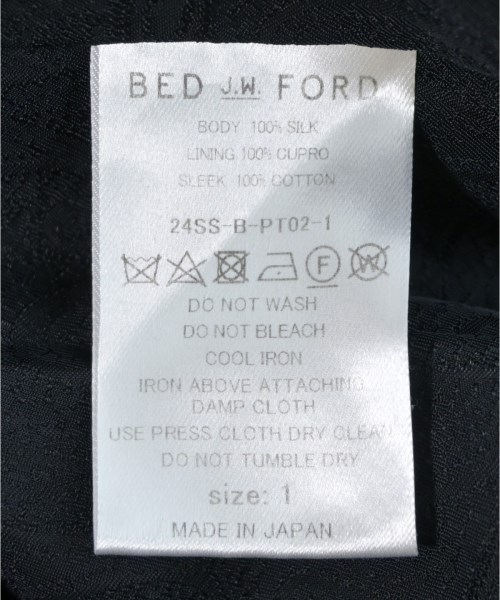 BED J.W. FORD
BODY 100% SILK
LINING 100% CUPRO
SLEEK 100% COTTON
24SS-B-PT02-1
F W
DO NOT WASH
DO NOT BLEACH
COOL IRON
IRON ABOVE ATTACHING
DAMP CLOTH
USE PRESS CLOTH DRY CLEAN
DO NOT TUMBLE DRY
size: 1
MADE IN JAPAN